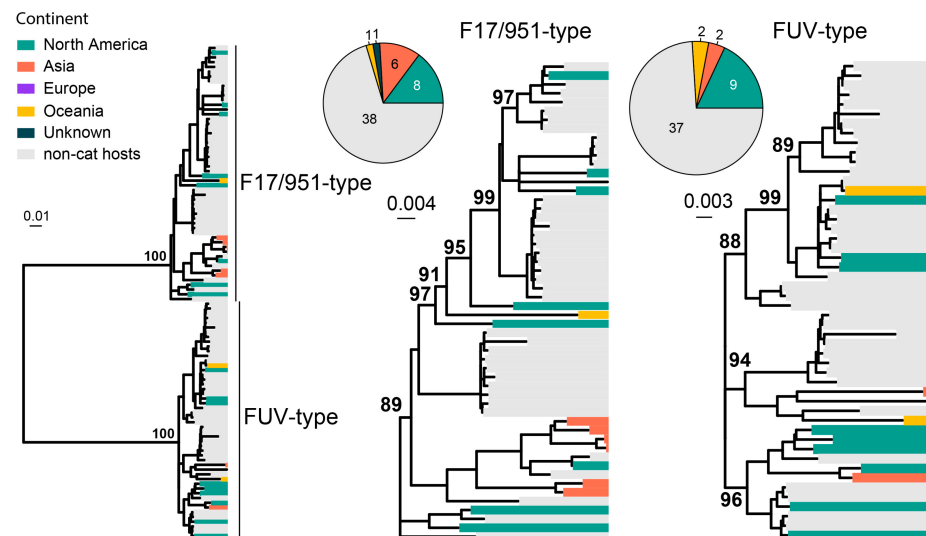 Continent
North America
Asia
Europe
Oceania
Unknown
non-cat hosts
0.01
100
100
F17/951-type
FUV-type
F17/951-type
11
6
8
38
0.004
97
99
95
91
97
89
FUV-type
2
2
9
37
0.003
89
99
88
94
96